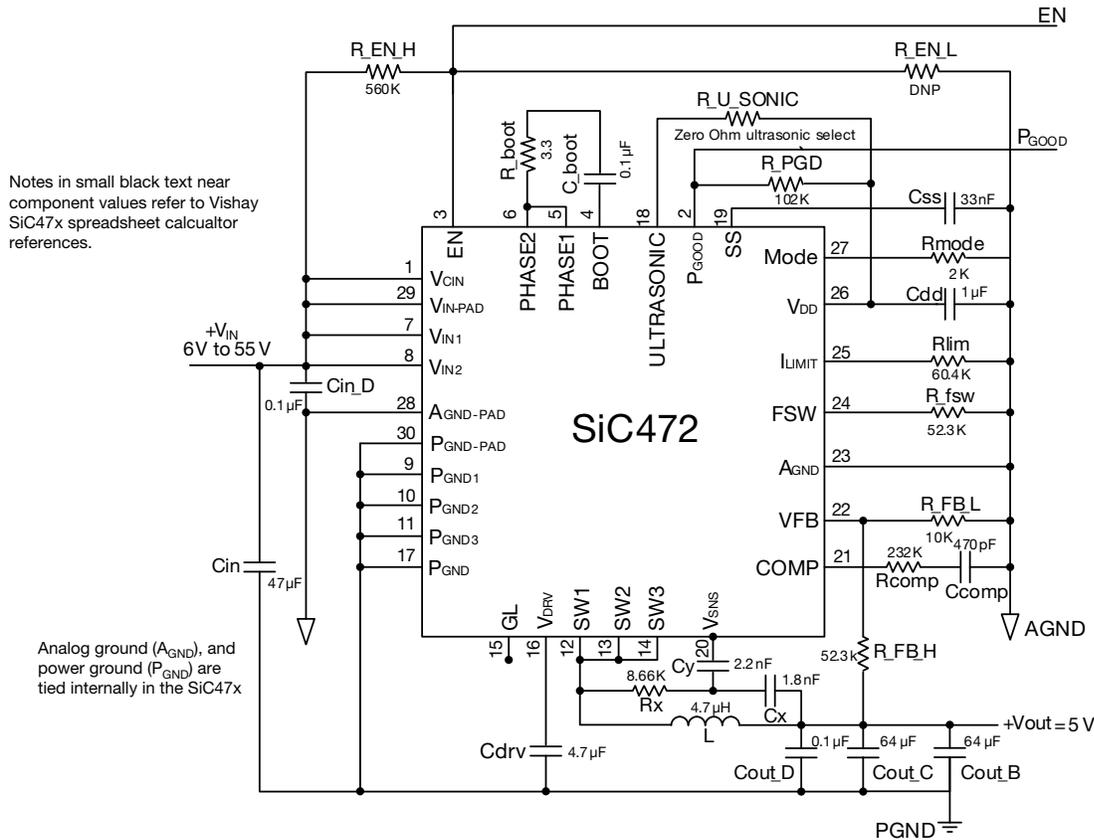 EN
R_EN_H
560K
R_EN_L
DNP
R_U_SONIC
Zero Ohm ultrasonic select
PGOOD
R_PGD
102K
R_boot
3.3
C_boot
0.1 µF
Notes in small black text near
component values refer to Vishay
SiC47x spreadsheet calcualtor
references.
Css
33nF
3
6
5
4
18
2
19
EN
PHASE2
PHASE1
BOOT
ULTRASONIC
PGOOD
SS
1
VCIN
29
VIN-PAD
7
VIN1
8
VIN2
28
AGND-PAD
30
PGND-PAD
9
PGND1
10
PGND2
11
PGND3
17
PGND
+VIN
6V to 55V
Cin_D
0.1µF
Cin
47µF
SiC472
Mode
27
Rmode
2K
VDD
26
Cdd
1µF
ILIMIT
25
Rlim
60.4K
FSW
24
R_fsw
52.3K
AGND
23
VFB
22
R_FB_L
10K
COMP
21
232K
Rcomp
470pF
Ccomp
AGND
Analog ground (AGND), and
power ground (PGND) are
tied internally in the SiC47x
GL
VDRV
SW1
SW2
SW3
VSNS
15
16
12
13
14
20
Cy
2.2nF
8.66K
Rx
1.8nF
Cx
4.7µH
L
52.3k
R_FB_H
+Vout=5V
Cdrv
4.7µF
0.1µF
Cout_D
64µF
Cout_C
64µF
Cout_B
PGND